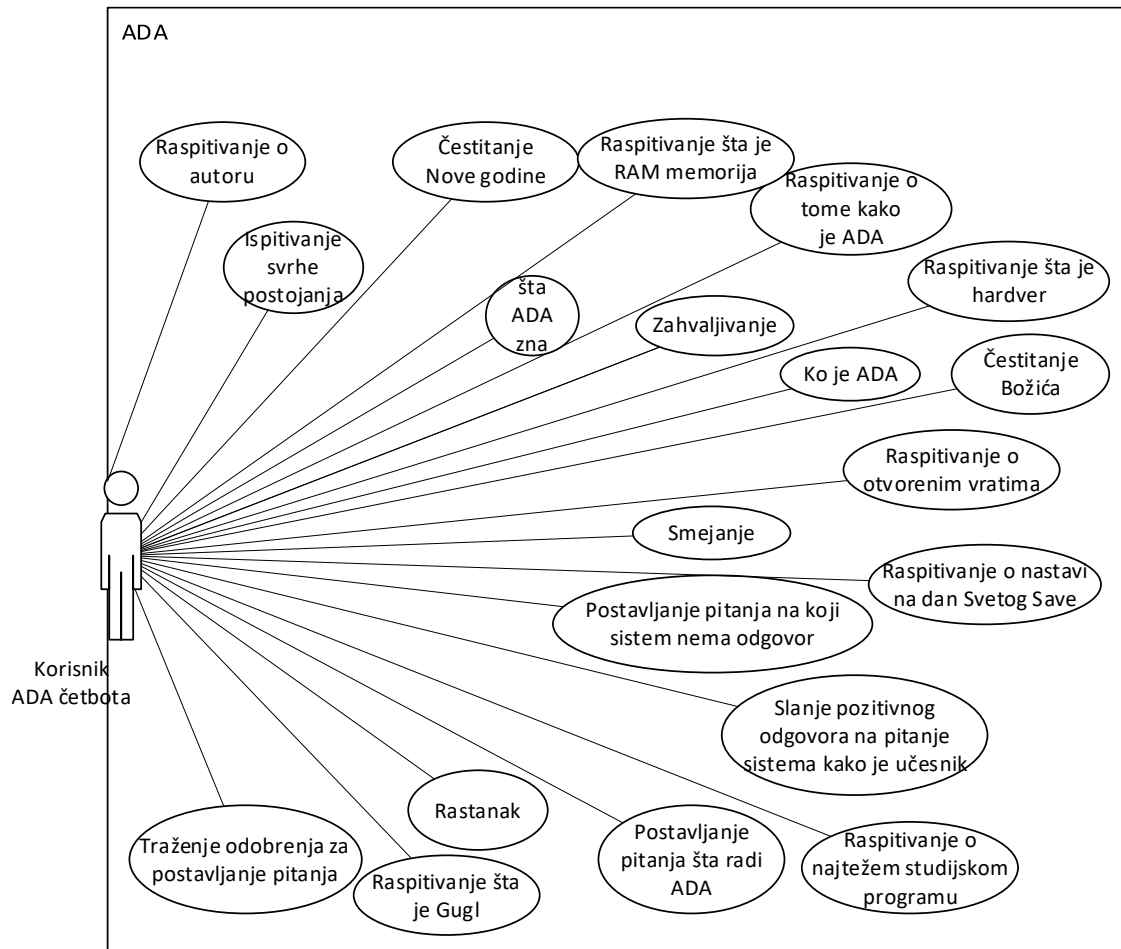 ADA
Raspitivanje o
autoru
Čestitanje
Nove godine
Raspitivanje šta je
RAM memorija
Raspitivanje o
tome kako
je ADA
Ispitivanje
svrhe
postojanja
šta
ADA
zna
Zahvaljivanje
Raspitivanje šta je
hardver
Ko je ADA
Čestitanje
Božića
Raspitivanje o
otvorenim vratima
Smejanje
Raspitivanje o nastavi
na dan Svetog Save
Postavljanje pitanja na koji
sistem nema odgovor
Korisnik
ADA četbota
Slanje pozitivnog
odgovora na pitanje
sistema kako je učesnik
Rastanak
Traženje odobrenja za
postavljanje pitanja
Raspitivanje šta
je Gugl
Postavljanje
pitanja šta radi
ADA
Raspitivanje o
najtežem studijskom
programu